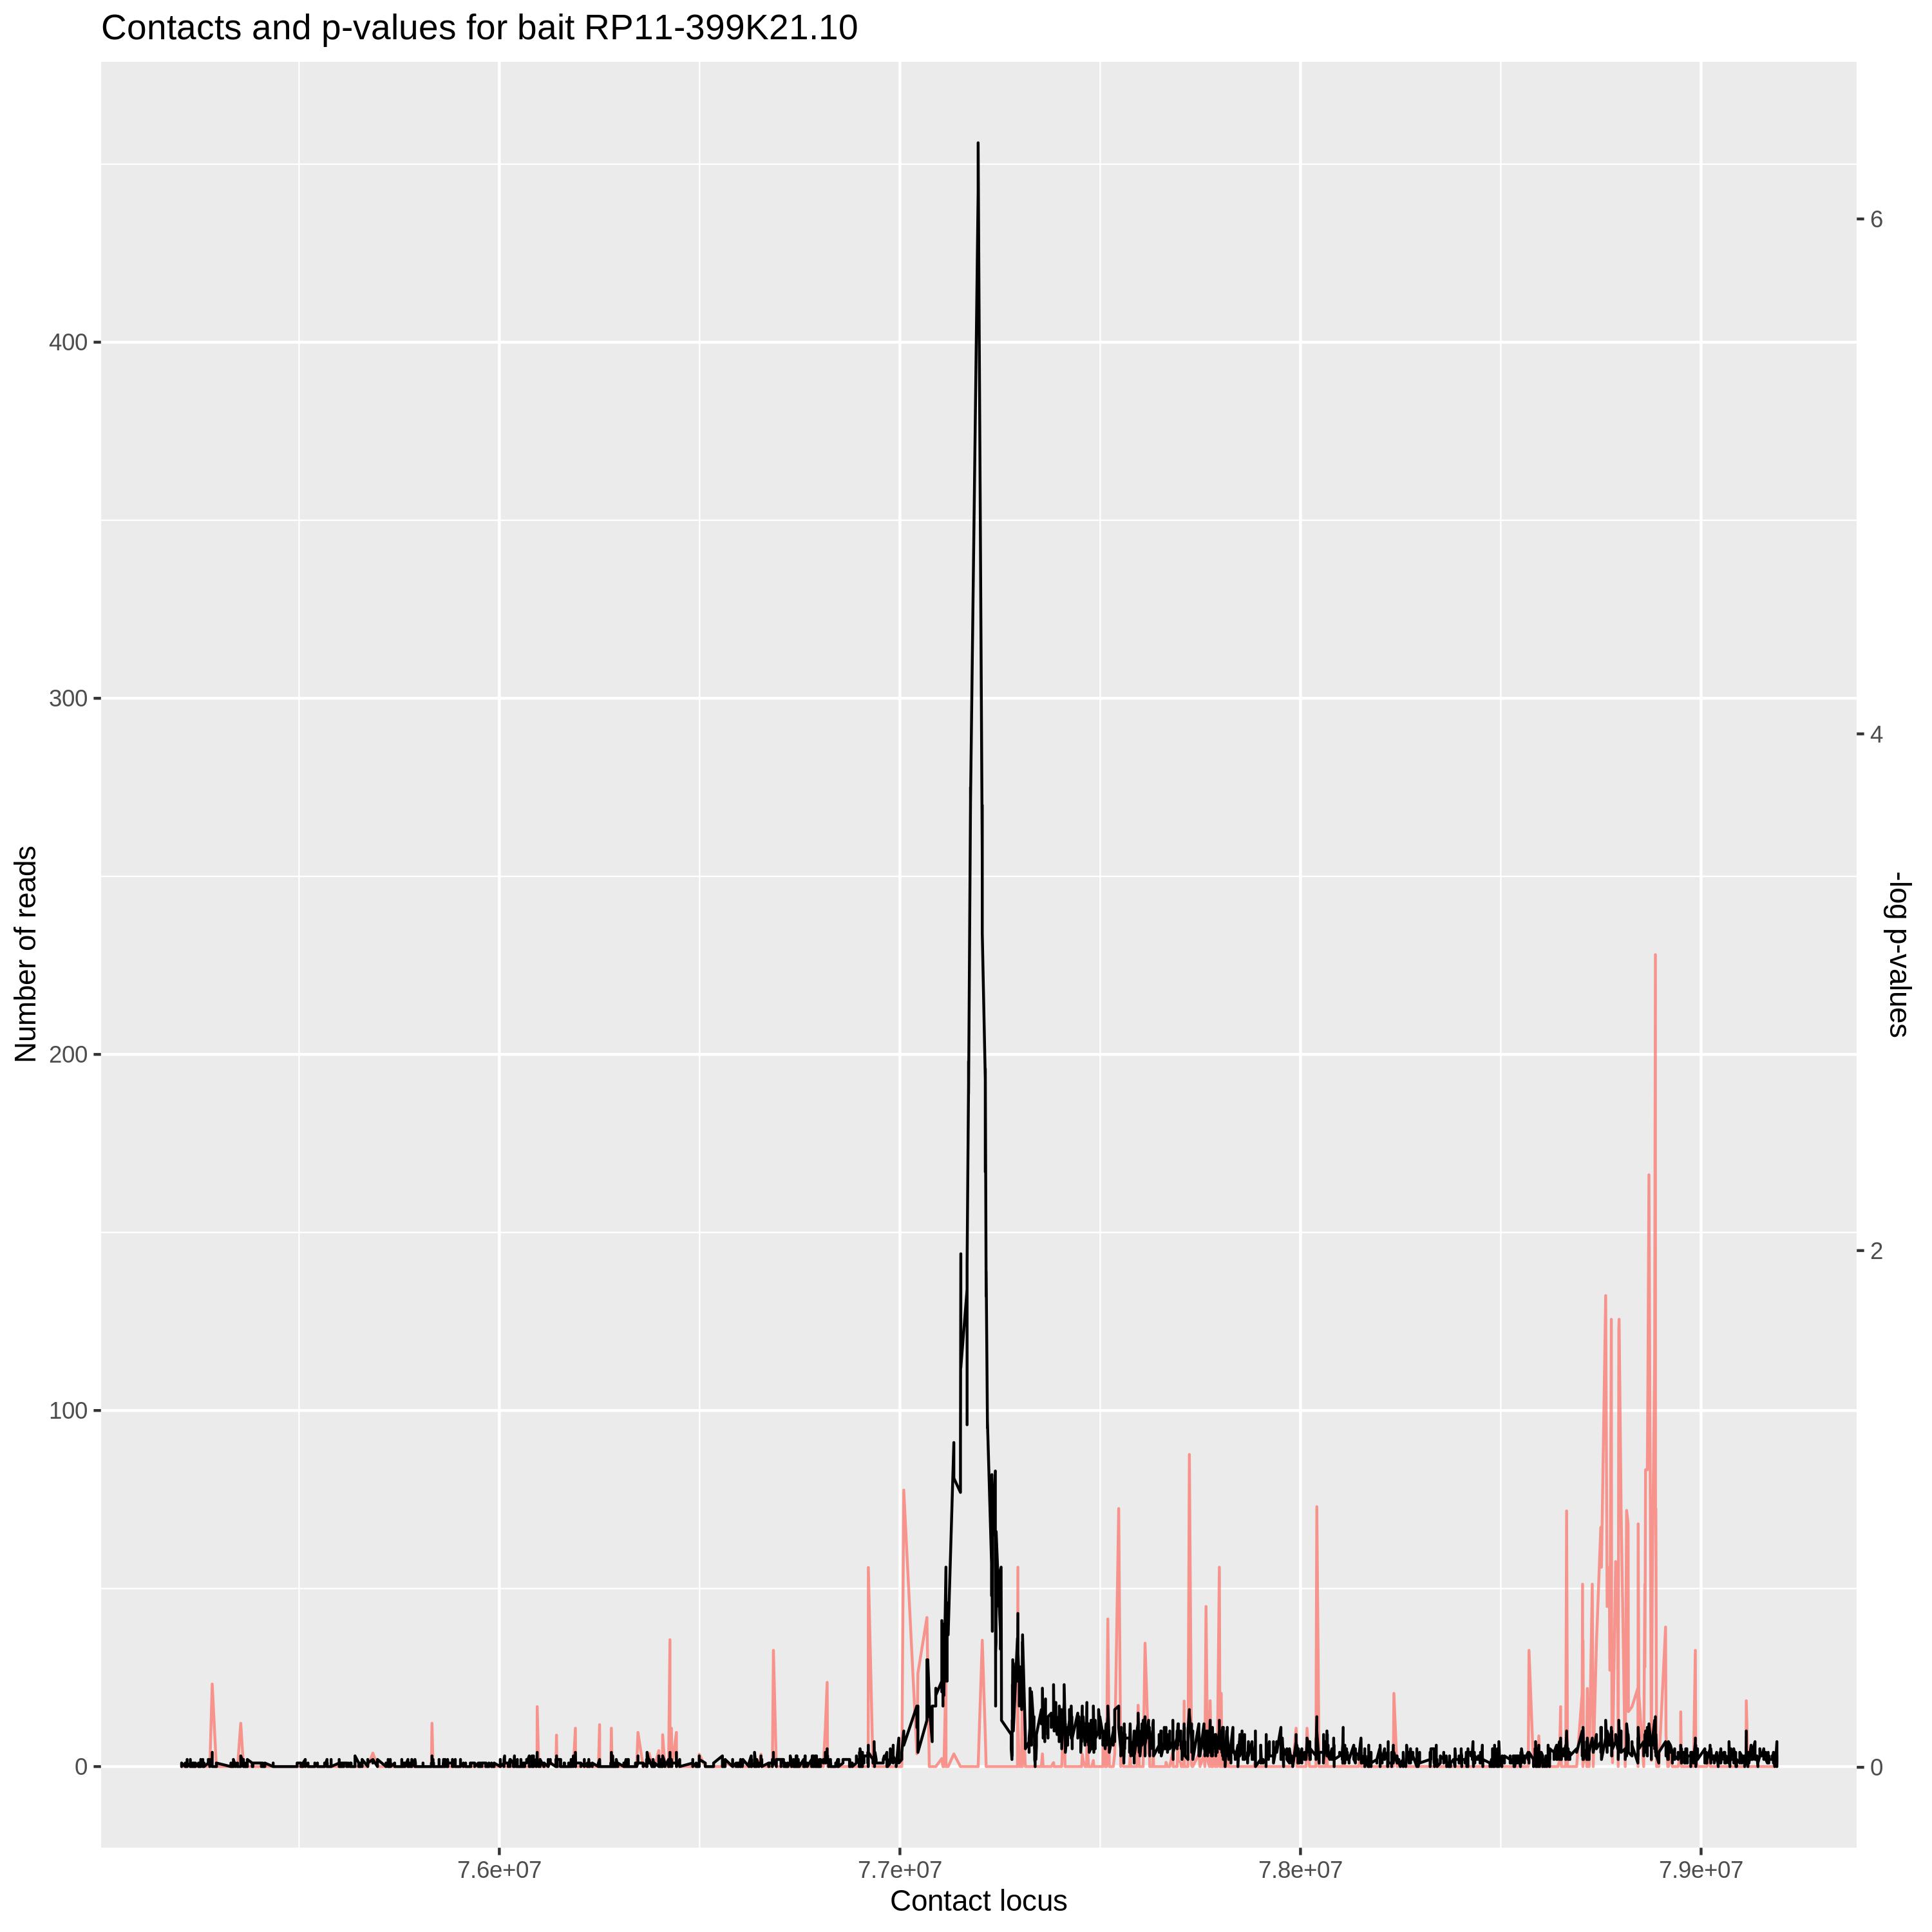 Contacts and p-values for bait RP11-399K21.10
Number of reads
400
300
200
100
0
6
4
2
0
-log p-values
7.6e+07 7.7e+07 7.8e+07 7.9e+07
Contact locus